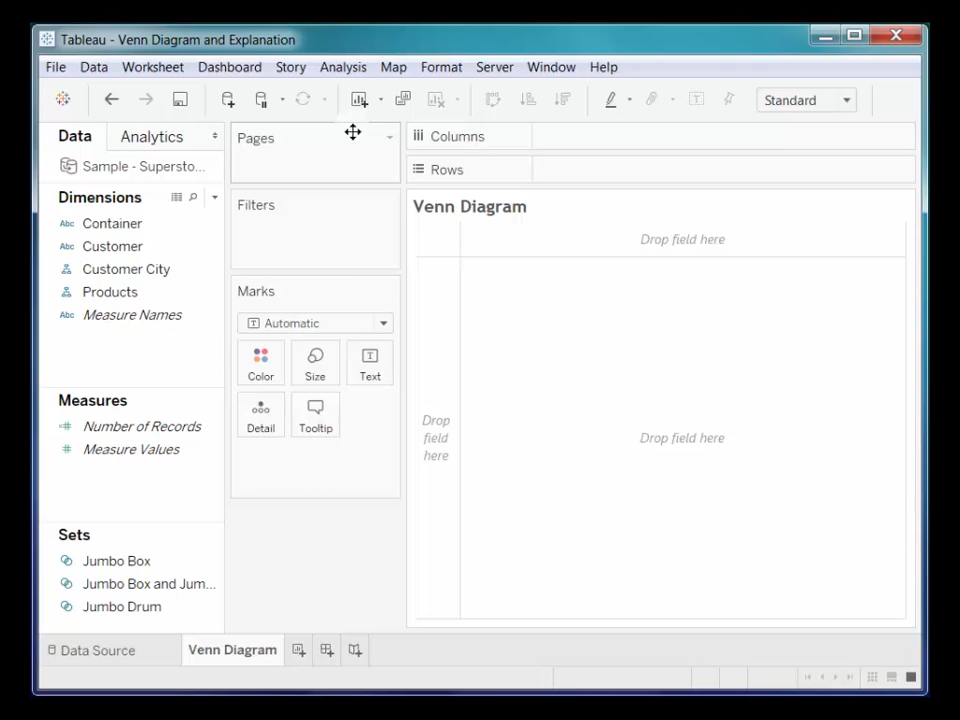 Tableau - Venn Diagram and Explanation
File Data Worksheet Dashboard Story Analysis Map Format Server Window Help
Standard
Data Analytics
Sample - Supersto...
Dimensions
Abc Container
Abc Customer
Customer City
Products
Abc Measure Names
Measures
Number of Records
# Measure Values
Sets
Jumbo Box
Jumbo Box and Jum...
Jumbo Drum
Pages
Filters
Marks
T Automatic
Color Size Text
Detail Tooltip
Columns
Rows
Venn Diagram
Drop field here
Drop
field
here
Drop field here
Data Source Venn Diagram